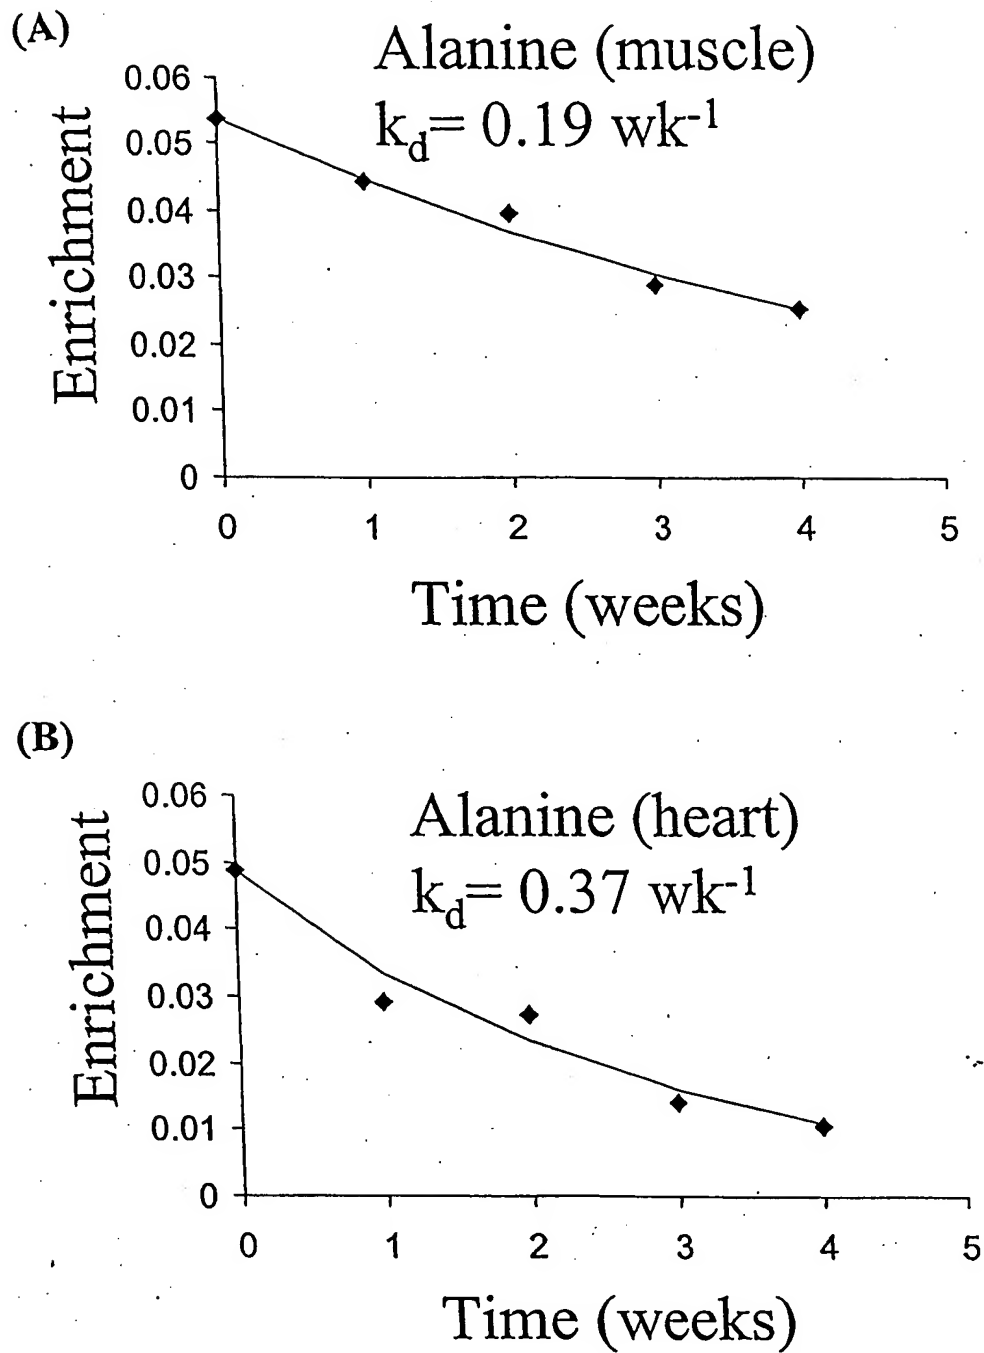 (A)
Alanine (muscle)
k_d= 0.19 wk⁻¹
Enrichment
0.06
0.05
0.04
0.03
0.02
0.01
0
0 1 2 3 4 5
Time (weeks)
(B)
Alanine (heart)
k_d= 0.37 wk⁻¹
Enrichment
0.06
0.05
0.04
0.03
0.02
0.01
0
0 1 2 3 4 5
Time (weeks)